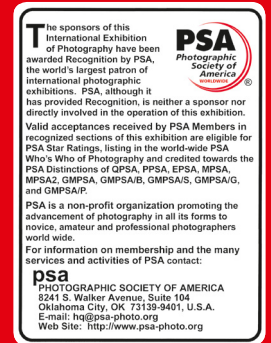 The sponsors of this
International Exhibition
of Photography have been
awarded Recognition by PSA,
the world's largest patron of
international photographic
exhibitions. PSA, although it
has provided Recognition, is neither a sponsor nor
directly involved in the operation of this exhibition.
PSA
Photographic
Society of
America
WORLDWIDE
®
Valid acceptances received by PSA Members in
recognized sections of this exhibition are eligible for
PSA Star Ratings, listing in the world-wide PSA
Who's Who of Photography and credited towards the
PSA Distinctions of QPSA, PPSA, EPSA, MPSA,
MPSA2, GMPSA, GMPSA/B, GMPSA/S, GMPSA/G,
and GMPSA/P.
PSA is a non-profit organization promoting the
advancement of photography in all its forms to
novice, amateur and professional photographers
world wide.
For information on membership and the many
services and activities of PSA contact:
psa
PHOTOGRAPHIC SOCIETY OF AMERICA
8241 S. Walker Avenue, Suite 104
Oklahoma City, OK 73139-9401, U.S.A.
E-mail: hq@psa-photo.org
Web Site: http://www.psa-photo.org